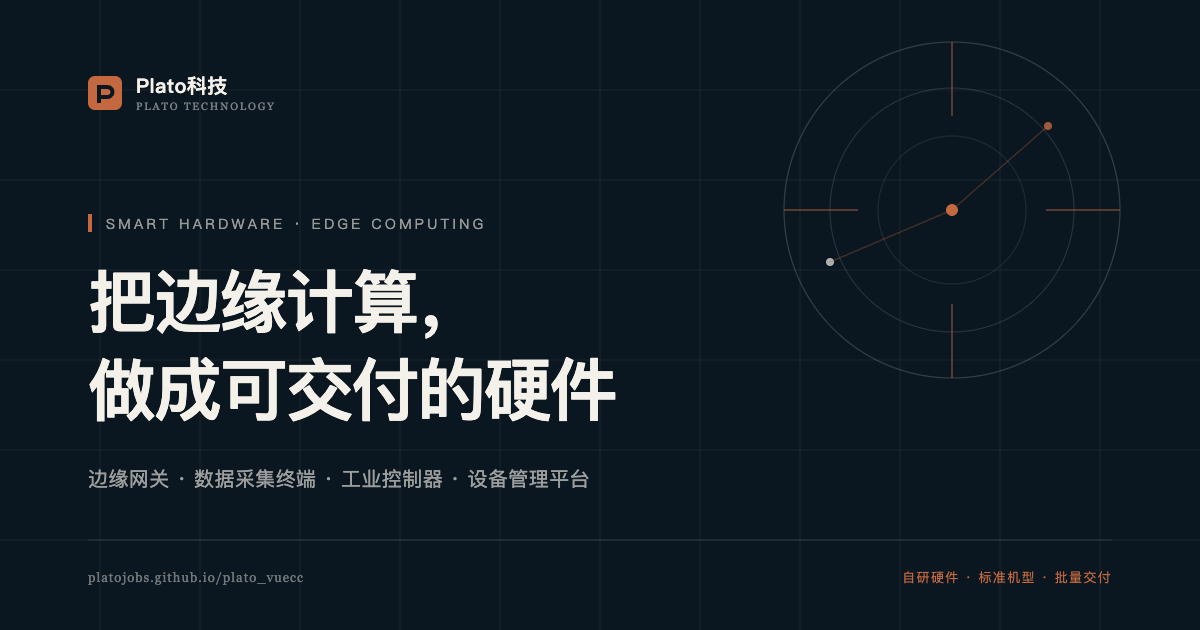 P
Plato科技
PLATO TECHNOLOGY
SMART HARDWARE · EDGE COMPUTING
把边缘计算，
做成可交付的硬件
边缘网关 · 数据采集终端 · 工业控制器 · 设备管理平台
platojobs.github.io/plato_vuecc
自研硬件 · 标准机型 · 批量交付